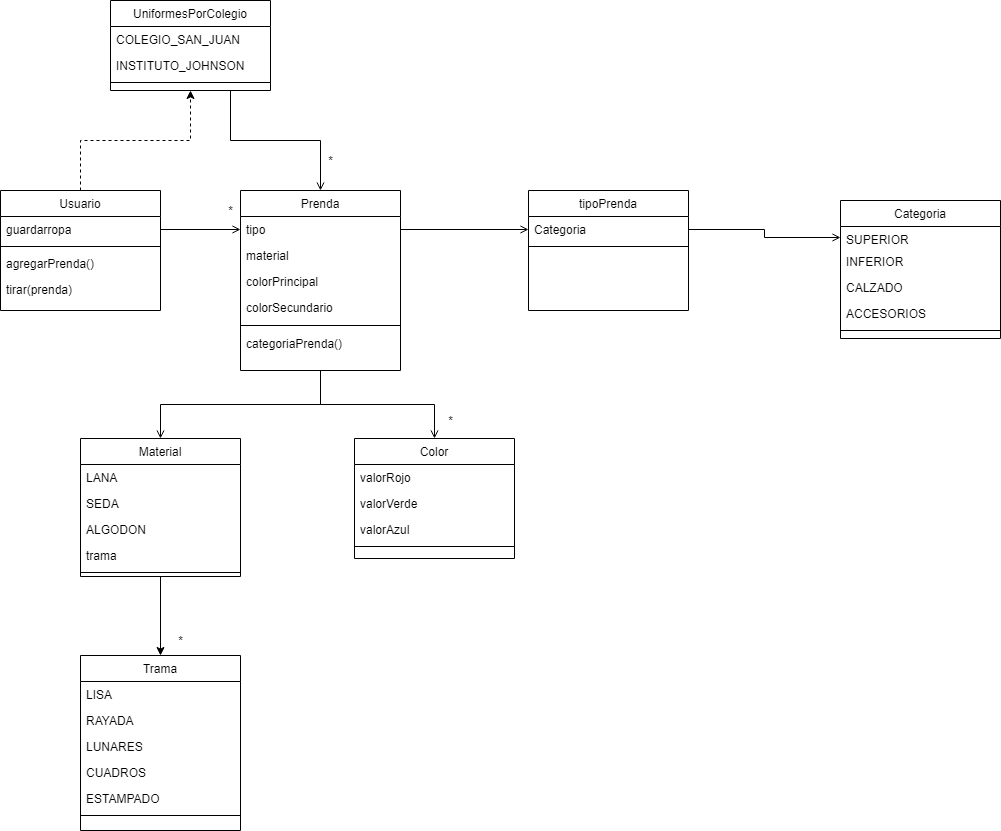 UniformesPorColegio
COLEGIO_SAN_JUAN
INSTITUTO_JOHNSON
*
Usuario
guardarropa
agregarPrenda()
tirar(prenda)
*
Prenda
tipo
material
colorPrincipal
colorSecundario
categoriaPrenda()
tipoPrenda
Categoria
Categoria
SUPERIOR
INFERIOR
CALZADO
ACCESORIOS
Material
LANA
SEDA
ALGODON
trama
*
Color
valorRojo
valorVerde
valorAzul
*
Trama
LISA
RAYADA
LUNARES
CUADROS
ESTAMPADO